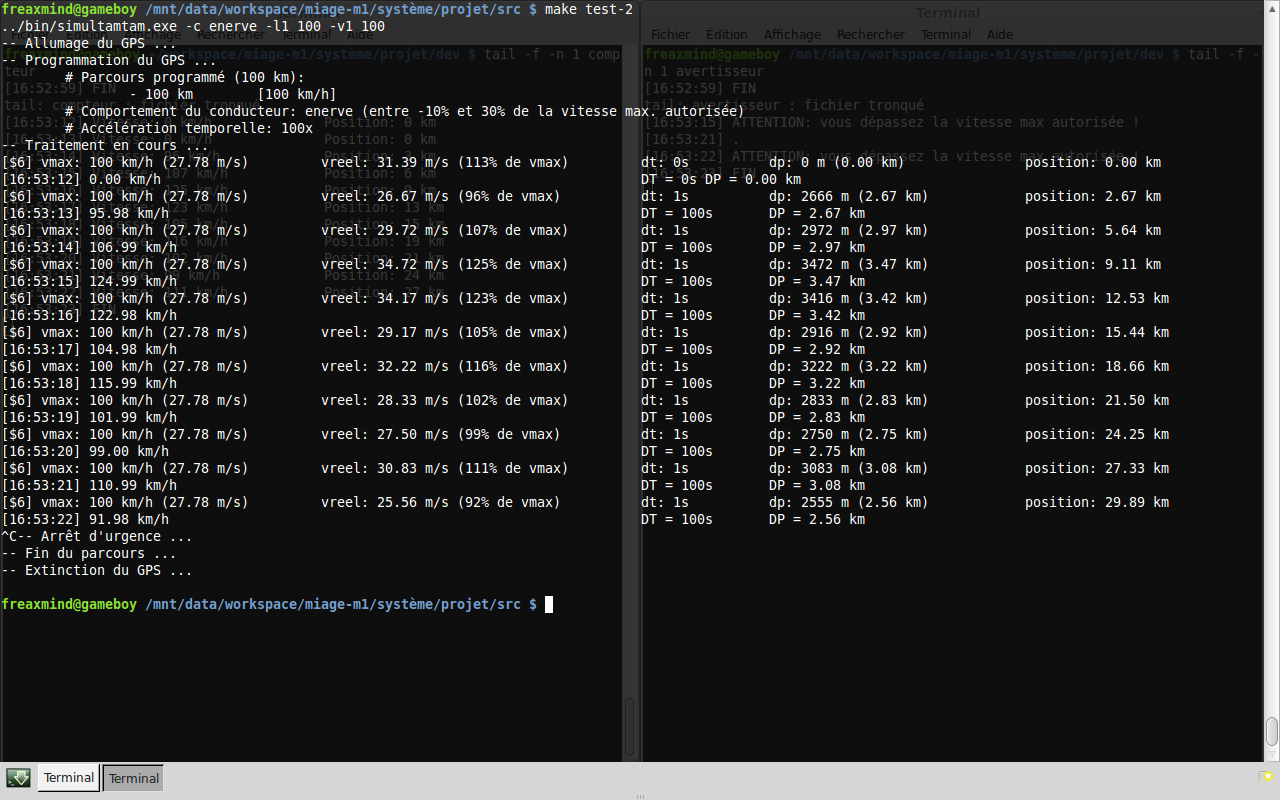 freaxmind@gameboy /mnt/data/workspace/miage-m1/système/projet/src $ make test-2
../bin/simultamtam.exe -c enerve -l1 100 -v1 100
-- Allumage du GPS ...
-- Programmation du GPS ...
# Parcours programmé (100 km):
- 100 km [100 km/h]
# Comportement du conducteur: enerve (entre -10% et 30% de la vitesse max. autorisée)
# Accélération temporelle: 100x
-- Traitement en cours ...
[$6] vmax: 100 km/h (27.78 m/s) vreel: 31.39 m/s (113% de vmax) dt: 0s dp: 0 m (0.00 km) position: 0.00 km
[16:53:12] 0.00 km/h DT = 0s DP = 0.00 km
[$6] vmax: 100 km/h (27.78 m/s) vreel: 26.67 m/s (96% de vmax) dt: 1s dp: 2666 m (2.67 km) position: 2.67 km
[16:53:13] 95.98 km/h DT = 100s DP = 2.67 km
[$6] vmax: 100 km/h (27.78 m/s) vreel: 29.72 m/s (107% de vmax) dt: 1s dp: 2972 m (2.97 km) position: 5.64 km
[16:53:14] 106.99 km/h DT = 100s DP = 2.97 km
[$6] vmax: 100 km/h (27.78 m/s) vreel: 34.72 m/s (125% de vmax) dt: 1s dp: 3472 m (3.47 km) position: 9.11 km
[16:53:15] 124.99 km/h DT = 100s DP = 3.47 km
[$6] vmax: 100 km/h (27.78 m/s) vreel: 34.17 m/s (123% de vmax) dt: 1s dp: 3416 m (3.42 km) position: 12.53 km
[16:53:16] 122.98 km/h DT = 100s DP = 3.42 km
[$6] vmax: 100 km/h (27.78 m/s) vreel: 29.17 m/s (105% de vmax) dt: 1s dp: 2916 m (2.92 km) position: 15.44 km
[16:53:17] 104.98 km/h DT = 100s DP = 2.92 km
[$6] vmax: 100 km/h (27.78 m/s) vreel: 32.22 m/s (116% de vmax) dt: 1s dp: 3222 m (3.22 km) position: 18.66 km
[16:53:18] 115.99 km/h DT = 100s DP = 3.22 km
[$6] vmax: 100 km/h (27.78 m/s) vreel: 28.33 m/s (102% de vmax) dt: 1s dp: 2833 m (2.83 km) position: 21.50 km
[16:53:19] 101.99 km/h DT = 100s DP = 2.83 km
[$6] vmax: 100 km/h (27.78 m/s) vreel: 27.50 m/s (99% de vmax) dt: 1s dp: 2750 m (2.75 km) position: 24.25 km
[16:53:20] 99.00 km/h DT = 100s DP = 2.75 km
[$6] vmax: 100 km/h (27.78 m/s) vreel: 30.83 m/s (111% de vmax) dt: 1s dp: 3083 m (3.08 km) position: 27.33 km
[16:53:21] 110.99 km/h DT = 100s DP = 3.08 km
[$6] vmax: 100 km/h (27.78 m/s) vreel: 25.56 m/s (92% de vmax) dt: 1s dp: 2555 m (2.56 km) position: 29.89 km
[16:53:22] 91.98 km/h DT = 100s DP = 2.56 km
^C-- Arrêt d'urgence ...
-- Fin du parcours ...
-- Extinction du GPS ...
freaxmind@gameboy /mnt/data/workspace/miage-m1/système/projet/src $
Terminal
Fichier Édition Affichage Rechercher Terminal Aide
freaxmind@gameboy /mnt/data/workspace/miage-m1/système/projet/dev $ tail -f -
n 1 avertisseur
[16:52:59] FIN
tail: avertisseur : fichier tronqué
[16:53:15] ATTENTION: vous dépassez la vitesse max autorisée !
[16:53:21] .
[16:53:22] ATTENTION: vous dépassez la vitesse max autorisée !
Terminal
Terminal